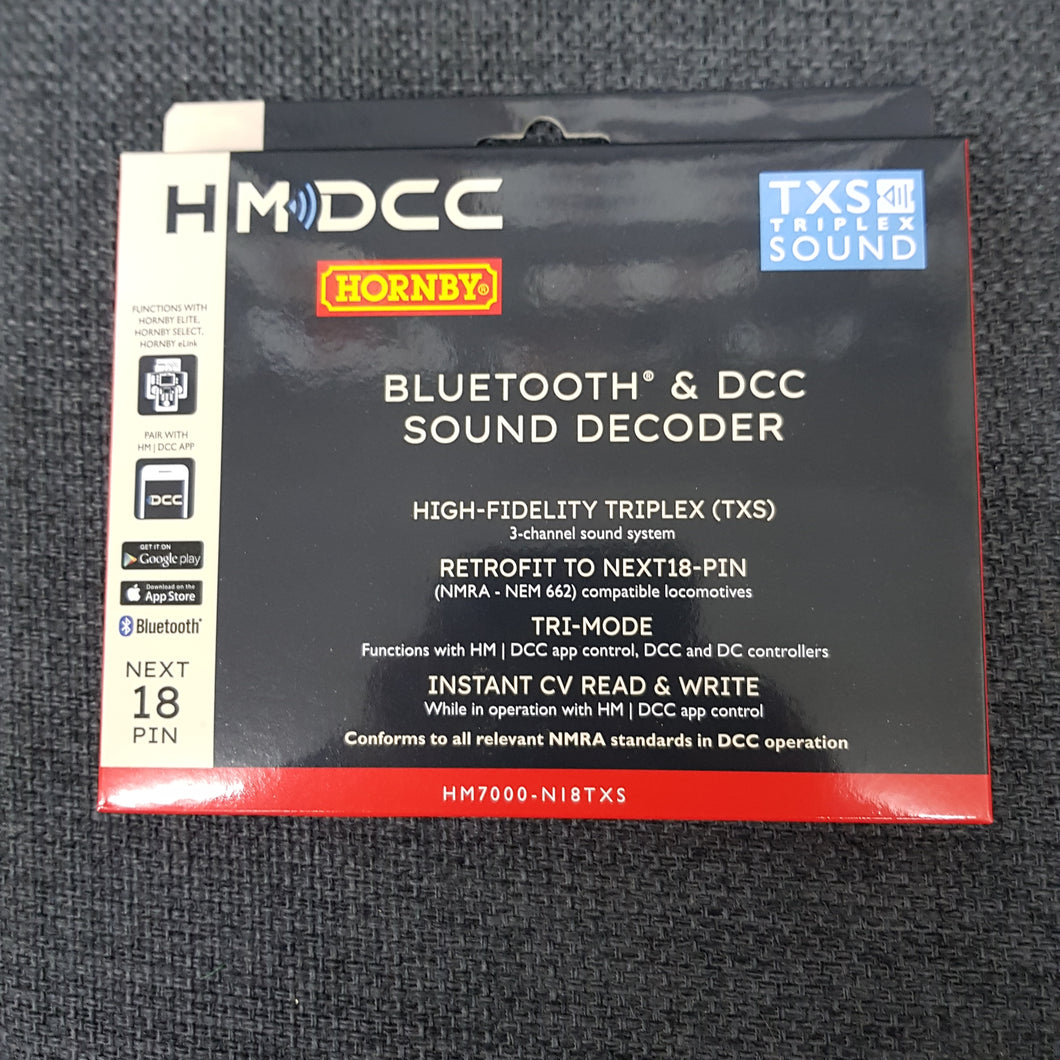 HM DCC
TXS
TRIPLEX
SOUND
HORNBY®
FUNCTIONS WITH
HORNBY ELITE,
HORNBY SELECT,
HORNBY eLink
PAIR WITH
HM | DCC APP
DCC
GET IT ON
Google play
Download on the
App Store
Bluetooth®
NEXT
18
PIN
BLUETOOTH® & DCC
SOUND DECODER
HIGH-FIDELITY TRIPLEX (TXS)
3-channel sound system
RETROFIT TO NEXT18-PIN
(NMRA - NEM 662) compatible locomotives
TRI-MODE
Functions with HM | DCC app control, DCC and DC controllers
INSTANT CV READ & WRITE
While in operation with HM | DCC app control
Conforms to all relevant NMRA standards in DCC operation
HM7000-N18TXS